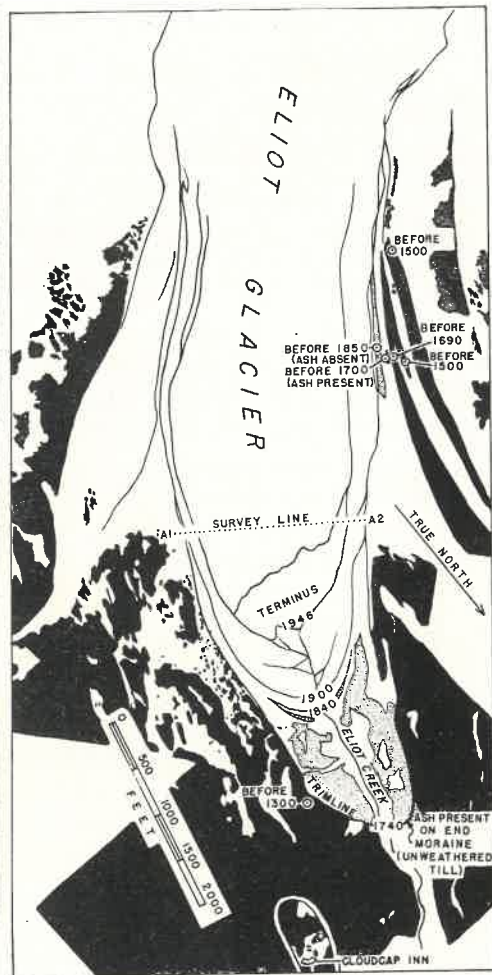 ELIOT
GLACIER
BEFORE
1500
BEFORE
1690
BEFORE 1850
(ASH ABSENT)
BEFORE 1700
(ASH PRESENT)
BEFORE
1500
A1
SURVEY LINE
A2
TRUE NORTH
TERMINUS
1946
1900
1840
ELIOT CREEK
TRIMLINE
BEFORE
1300
1740
ASH PRESENT
ON END
MORAINE
(UNWEATHERED
TILL)
0
500
1000
1500
2000
FEET
CLOUDCAP INN